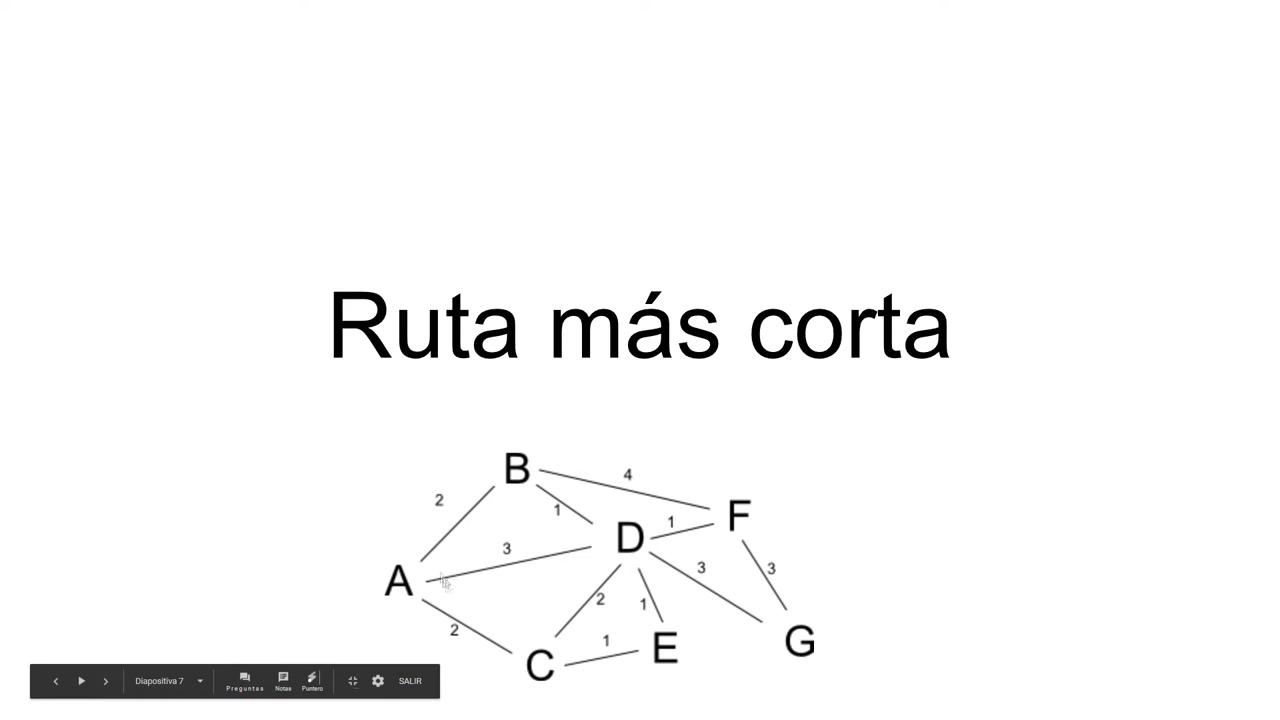 Ruta más corta
B
4
2
1
F
1
D
3
3
3
A
2
1
2
1
G
E
C
Diapositiva 7
Preguntas
Notas
Puntero
SALIR